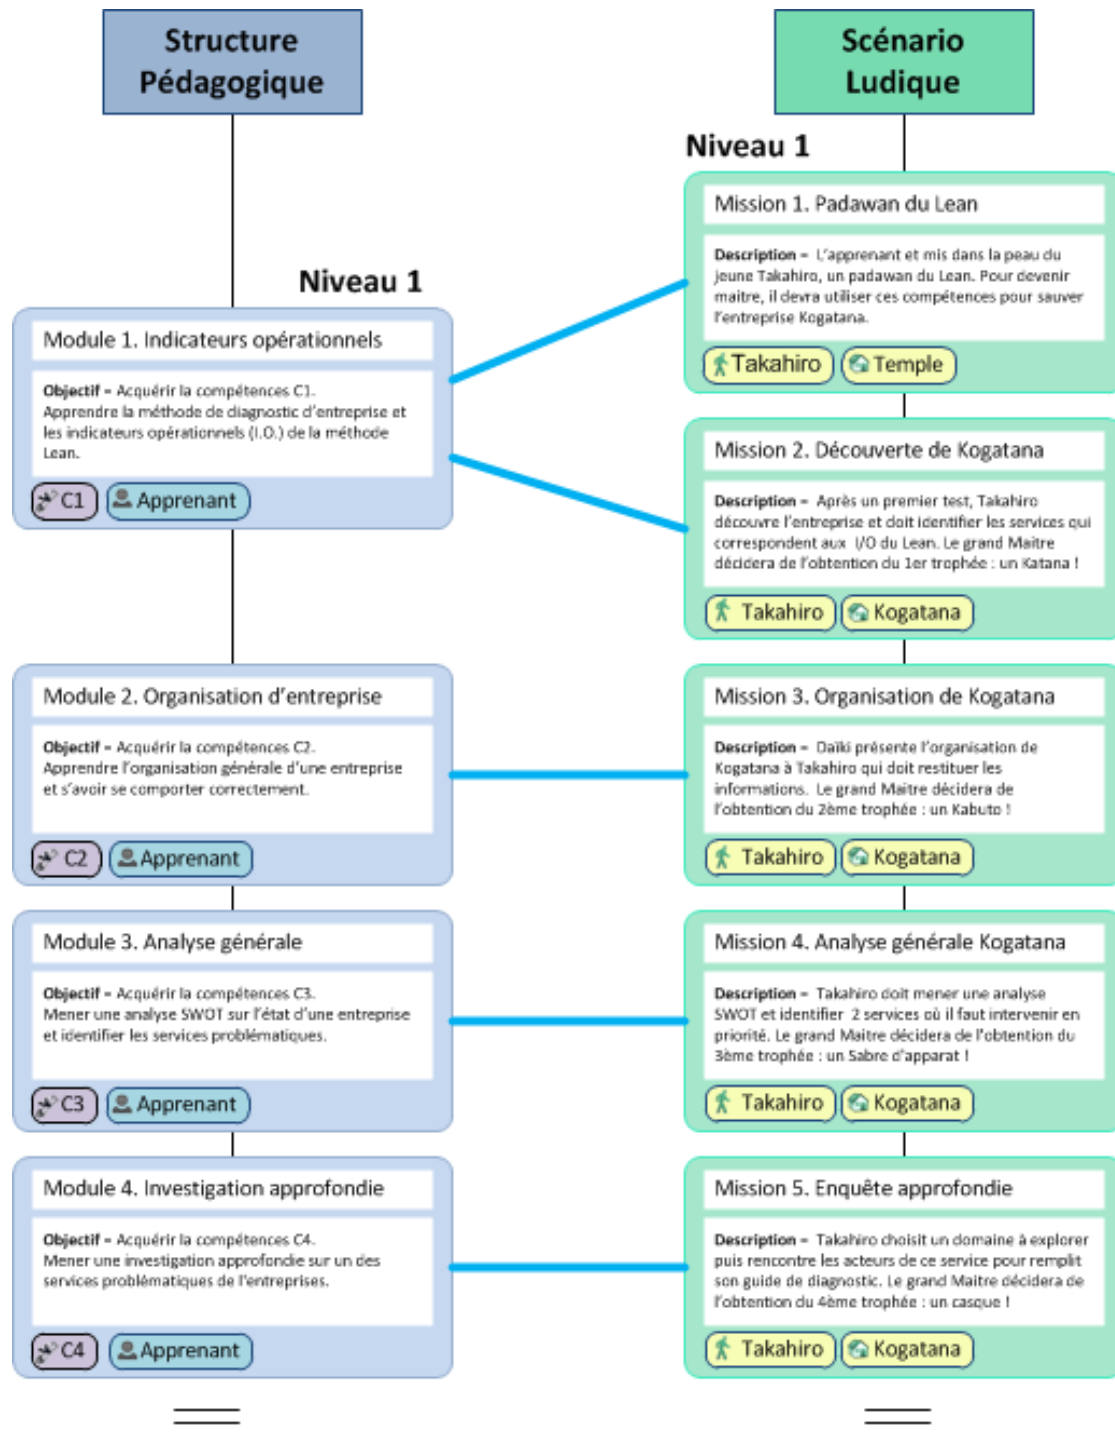 Structure
Pédagogique
Niveau 1
Module 1. Indicateurs opérationnels
Objectif – Acquérir la compétences C1.
Apprendre la méthode de diagnostic d'entreprise et
les indicateurs opérationnels (I.O.) de la méthode
Lean.
C1
Apprenant
Module 2. Organisation d'entreprise
Objectif – Acquérir la compétences C2.
Apprendre l'organisation générale d'une entreprise
et s'avoir se comporter correctement.
C2
Apprenant
Module 3. Analyse générale
Objectif – Acquérir la compétences C3.
Mener une analyse SWOT sur l'état d'une entreprise
et identifier les services problématiques.
C3
Apprenant
Module 4. Investigation approfondie
Objectif – Acquérir la compétences C4.
Mener une investigation approfondie sur un des
services problématiques de l'entreprises.
C4
Apprenant
Scénario
Ludique
Niveau 1
Mission 1. Padawan du Lean
Description – L'apprenant et mis dans la peau du
jeune Takahiro, un padawan du Lean. Pour devenir
maitre, il devra utiliser ces compétences pour sauver
l'entreprise Kogatana.
Takahiro
Temple
Mission 2. Découverte de Kogatana
Description – Après un premier test, Takahiro
découvre l'entreprise et doit identifier les services qui
correspondent aux I/O du Lean. Le grand Maitre
décidera de l'obtention du 1er trophée : un Katana !
Takahiro
Kogatana
Mission 3. Organisation de Kogatana
Description – Daïki présente l'organisation de
Kogatana à Takahiro qui doit restituer les
informations. Le grand Maitre décidera de
l'obtention du 2ème trophée : un Kabuto !
Takahiro
Kogatana
Mission 4. Analyse générale Kogatana
Description – Takahiro doit mener une analyse
SWOT et identifier 2 services où il faut intervenir en
priorité. Le grand Maitre décidera de l'obtention du
3ème trophée : un Sabre d'apparat !
Takahiro
Kogatana
Mission 5. Enquête approfondie
Description – Takahiro choisit un domaine à explorer
puis rencontre les acteurs de ce service pour remplit
son guide de diagnostic. Le grand Maitre décidera de
l'obtention du 4ème trophée : un casque !
Takahiro
Kogatana